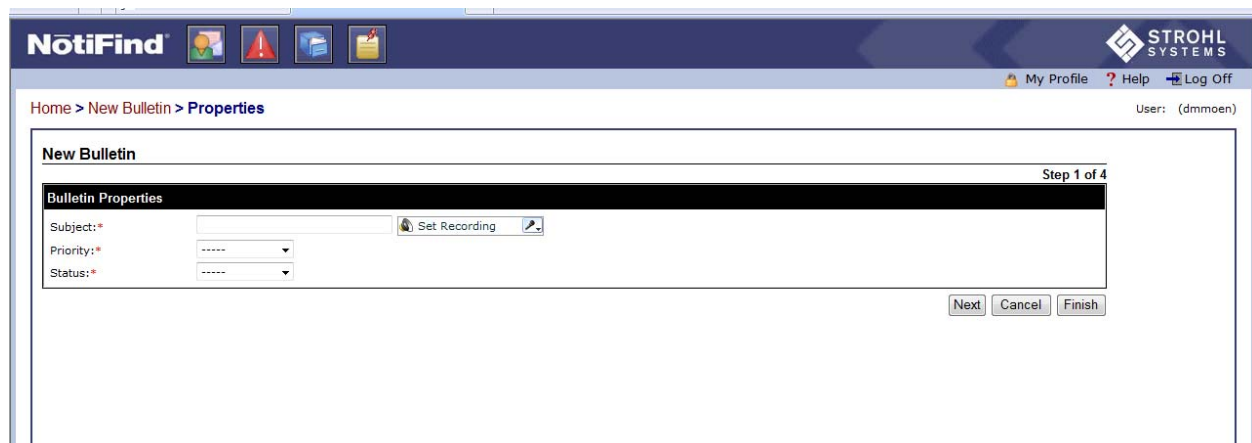 NōtiFind
STROHL
SYSTEMS
My Profile ? Help Log Off
Home > New Bulletin > Properties
User: (dmmoen)
New Bulletin
Step 1 of 4
Bulletin Properties
Subject:*
Set Recording
Priority:* -----
Status:* -----
Next Cancel Finish